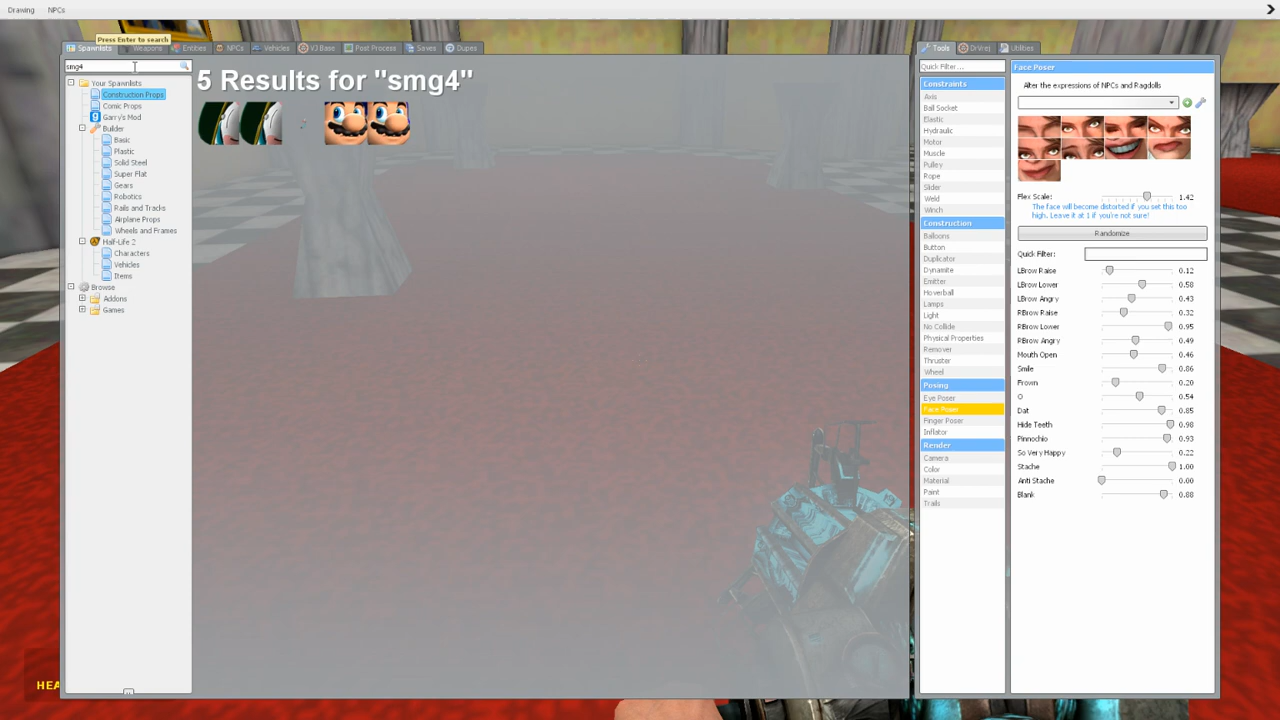 Drawing NPCs
Press Enter to search
Spawnlists Weapons Entities NPCs Vehicles VJ Base Post Process Saves Dupes
smg4
Your Spawnlists
Construction Props
Comic Props
Garry's Mod
Builder
Basic
Plastic
Solid Steel
Super Flat
Gears
Robotics
Rails and Tracks
Airplane Props
Wheels and Frames
Half-Life 2
Characters
Vehicles
Items
Browse
Addons
Games
5 Results for "smg4"
HEA
Tools DrVrej Utilities
Quick Filter...
Constraints
Axis
Ball Socket
Elastic
Hydraulic
Motor
Muscle
Pulley
Rope
Slider
Weld
Winch
Construction
Balloons
Button
Duplicator
Dynamite
Emitter
Hoverball
Lamps
Light
No Collide
Physical Properties
Remover
Thruster
Wheel
Posing
Eye Poser
Face Poser
Finger Poser
Inflator
Render
Camera
Color
Material
Paint
Trails
Face Poser
Alter the expressions of NPCs and Ragdolls
Flex Scale: 1.42
The face will become distorted if you set this too
high. Leave it at 1 if you're not sure!
Randomize
Quick Filter:
LBrow Raise 0.12
LBrow Lower 0.58
LBrow Angry 0.43
RBrow Raise 0.32
RBrow Lower 0.95
RBrow Angry 0.49
Mouth Open 0.46
Smile 0.86
Frown 0.20
O 0.54
Dat 0.85
Hide Teeth 0.98
Pinnochio 0.93
So Very Happy 0.22
Stache 1.00
Anti Stache 0.00
Blank 0.88